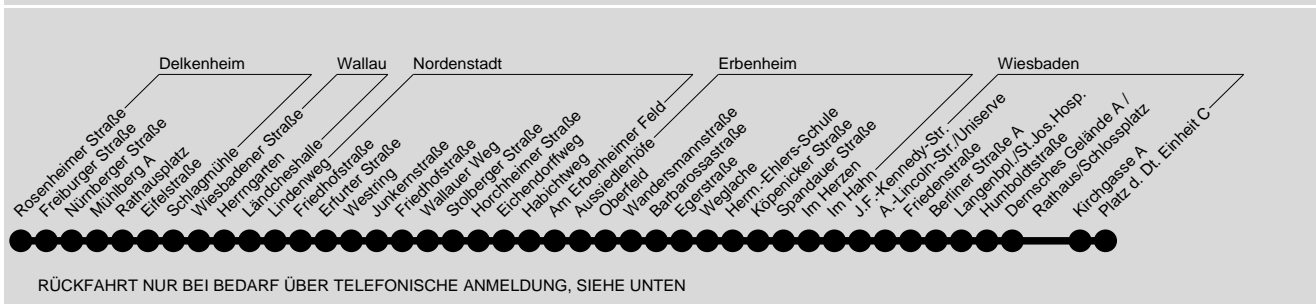 Delkenheim
Wallau
Nordenstadt
Erbenheim
Wiesbaden
Rosenheimer Straße
Freiburger Straße
Nürnberger Straße
Mühlberg A
Rathausplatz
Eifelstraße
Schlagmühle
Wiesbadener Straße
Herrngarten
Ländcheshalle
Lindenweg
Friedhofstraße
Erfurter Straße
Westring
Junkernstraße
Friedhofstraße
Wallauer Weg
Stolberger Straße
Horchheimer Straße
Eichendorffweg
Habichtweg
Am Erbenheimer Feld
Aussiedlerhöfe
Oberfeld
Wandersmannstraße
Barbarossastraße
Egerstraße
Weglache
Herm.-Ehlers-Schule
Köpenicker Straße
Spandauer Straße
Im Herzen
Im Hahn
J.F.-Kennedy-Str.
A.-Lincoln-Str./Uniserve
Friedenstraße
Berliner Straße A
Langenbpl./St.Jos.Hosp.
Humboldtstraße
Dernsches Gelände A /
Rathaus/Schlossplatz
Kirchgasse A
Platz d. Dt. Einheit C
RÜCKFAHRT NUR BEI BEDARF ÜBER TELEFONISCHE ANMELDUNG, SIEHE UNTEN